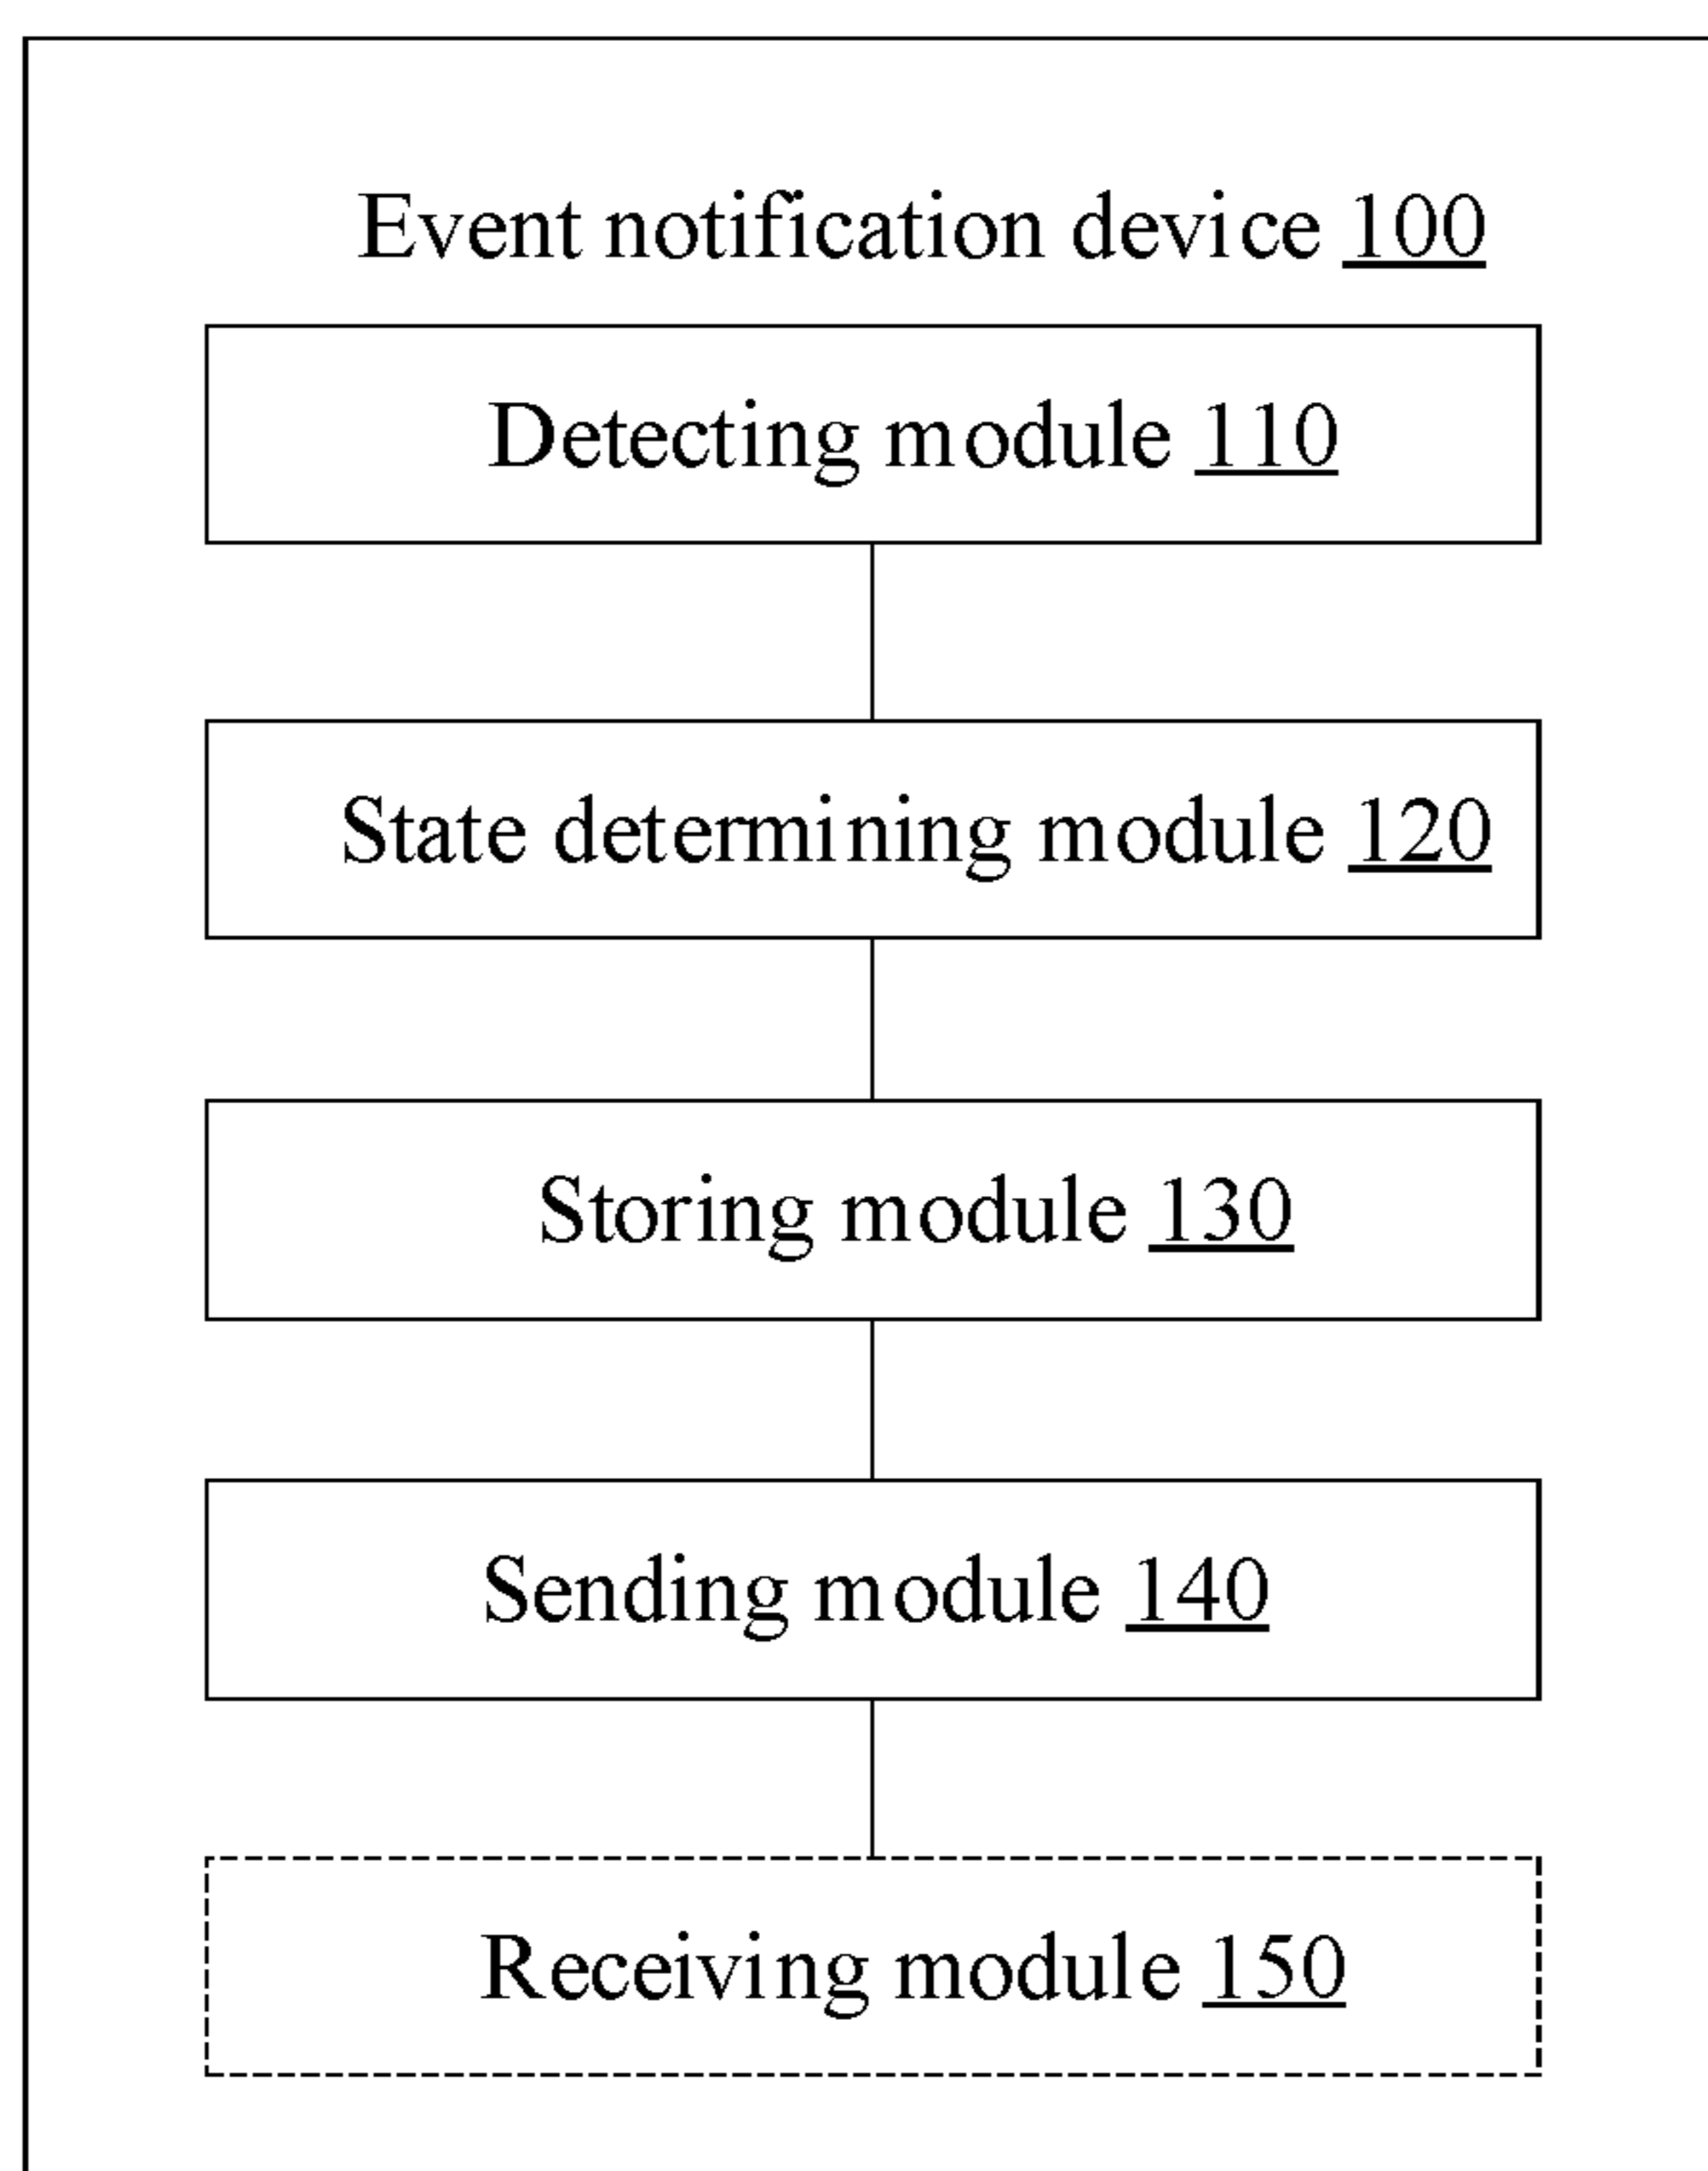 Event notification device 100
Detecting module 110
State determining module 120
Storing module 130
Sending module 140
Receiving module 150